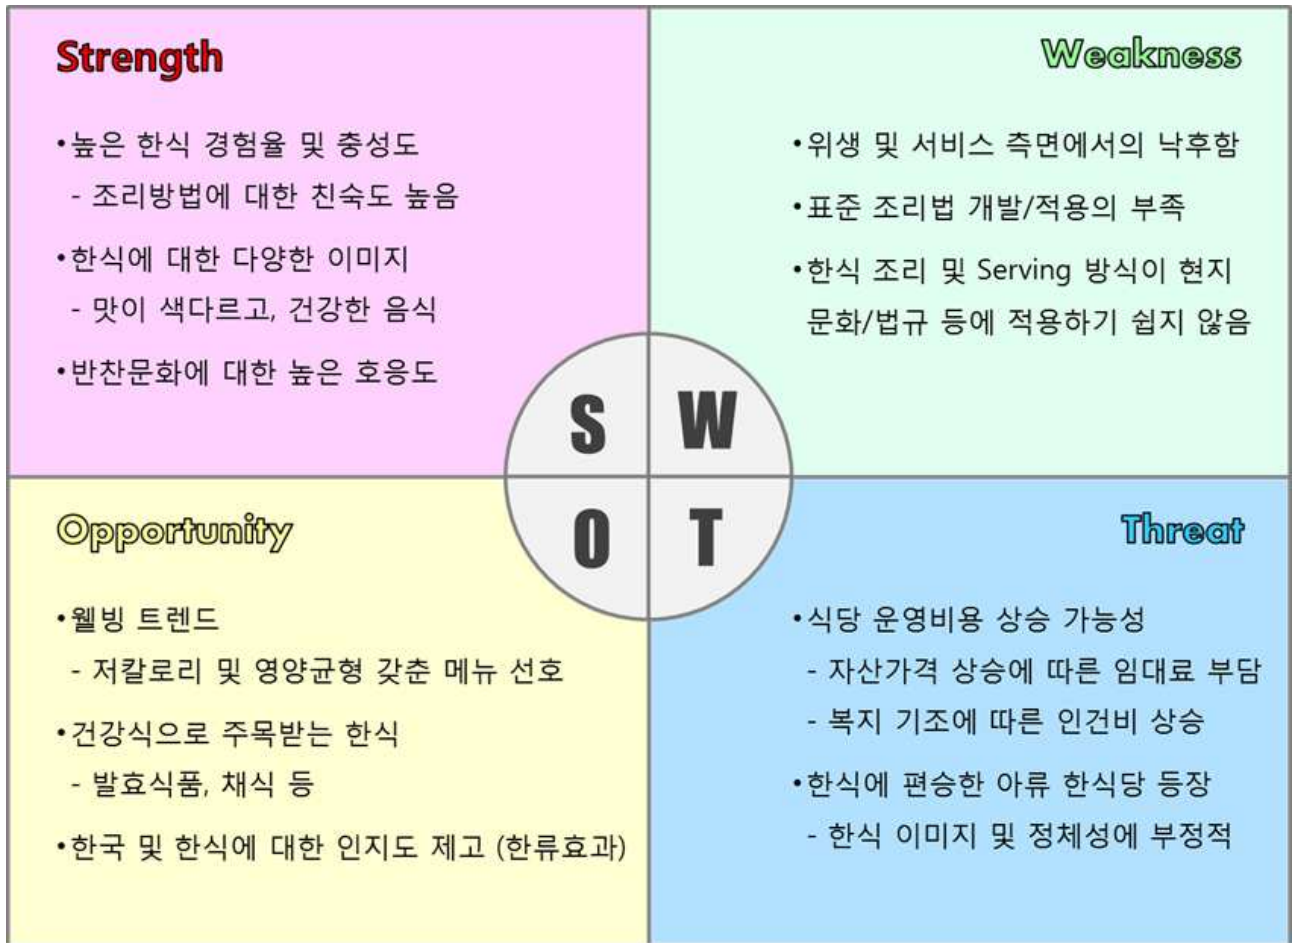 Strength
•높은 한식 경험율 및 충성도
- 조리방법에 대한 친숙도 높음
•한식에 대한 다양한 이미지
- 맛이 색다르고, 건강한 음식
•반찬문화에 대한 높은 호응도
Weakness
•위생 및 서비스 측면에서의 낙후함
•표준 조리법 개발/적용의 부족
•한식 조리 및 Serving 방식이 현지
문화/법규 등에 적용하기 쉽지 않음
S
W
O
T
Opportunity
•웰빙 트렌드
- 저칼로리 및 영양균형 갖춘 메뉴 선호
•건강식으로 주목받는 한식
- 발효식품, 채식 등
•한국 및 한식에 대한 인지도 제고 (한류효과)
Threat
•식당 운영비용 상승 가능성
- 자산가격 상승에 따른 임대료 부담
- 복지 기조에 따른 인건비 상승
•한식에 편승한 아류 한식당 등장
- 한식 이미지 및 정체성에 부정적